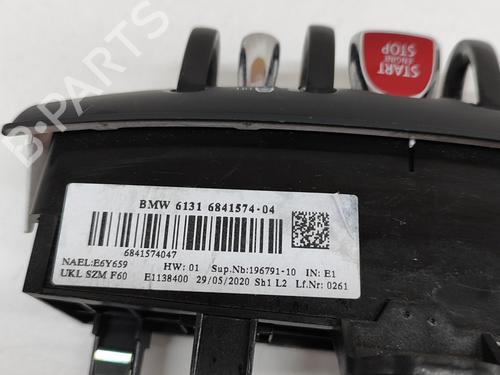 START
ENGINE
STOP
BMW 6131 6841574-04
6841574047
NAEL:E6Y659 HW: 01 Sup.Nb:196791-10 IN: E1
UKL SZM F60 E1138400 29/05/2020 Sh1 L2 Lf.Nr: 0261
B-PARTS